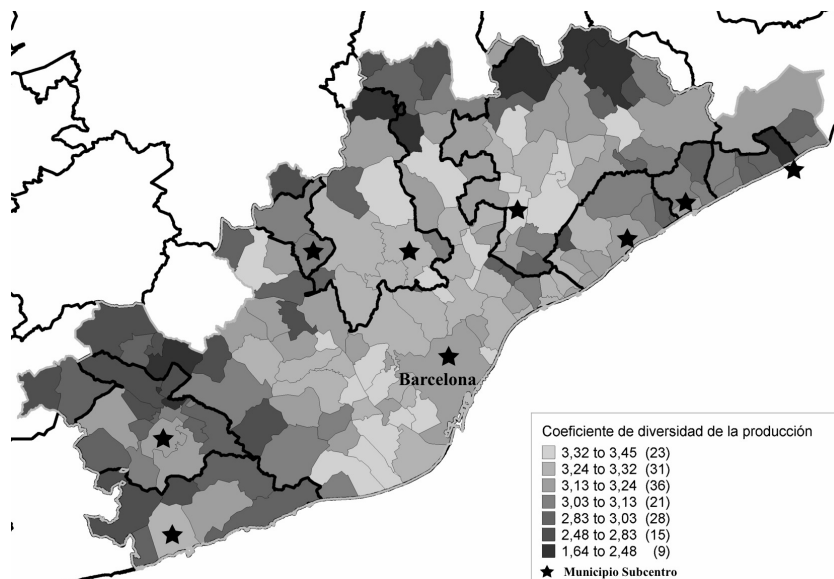 Barcelona
Coeficiente de diversidad de la producción
3,32 to 3,45 (23)
3,24 to 3,32 (31)
3,13 to 3,24 (36)
3,03 to 3,13 (21)
2,83 to 3,03 (28)
2,48 to 2,83 (15)
1,64 to 2,48 (9)
Municipio Subcentro